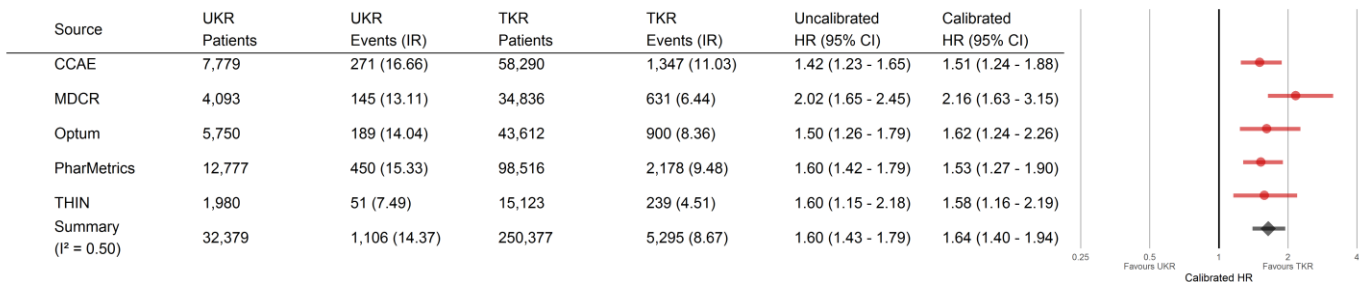 Source UKR Patients UKR Events (IR) TKR Patients TKR Events (IR) Uncalibrated HR (95% CI) Calibrated HR (95% CI)
CCAE 7,779 271 (16.66) 58,290 1,347 (11.03) 1.42 (1.23 - 1.65) 1.51 (1.24 - 1.88)
MDCR 4,093 145 (13.11) 34,836 631 (6.44) 2.02 (1.65 - 2.45) 2.16 (1.63 - 3.15)
Optum 5,750 189 (14.04) 43,612 900 (8.36) 1.50 (1.26 - 1.79) 1.62 (1.24 - 2.26)
PharMetrics 12,777 450 (15.33) 98,516 2,178 (9.48) 1.60 (1.42 - 1.79) 1.53 (1.27 - 1.90)
THIN 1,980 51 (7.49) 15,123 239 (4.51) 1.60 (1.15 - 2.18) 1.58 (1.16 - 2.19)
Summary (I² = 0.50) 32,379 1,106 (14.37) 250,377 5,295 (8.67) 1.60 (1.43 - 1.79) 1.64 (1.40 - 1.94)
0.25 0.5 1 2 4
Favours UKR Favours TKR
Calibrated HR